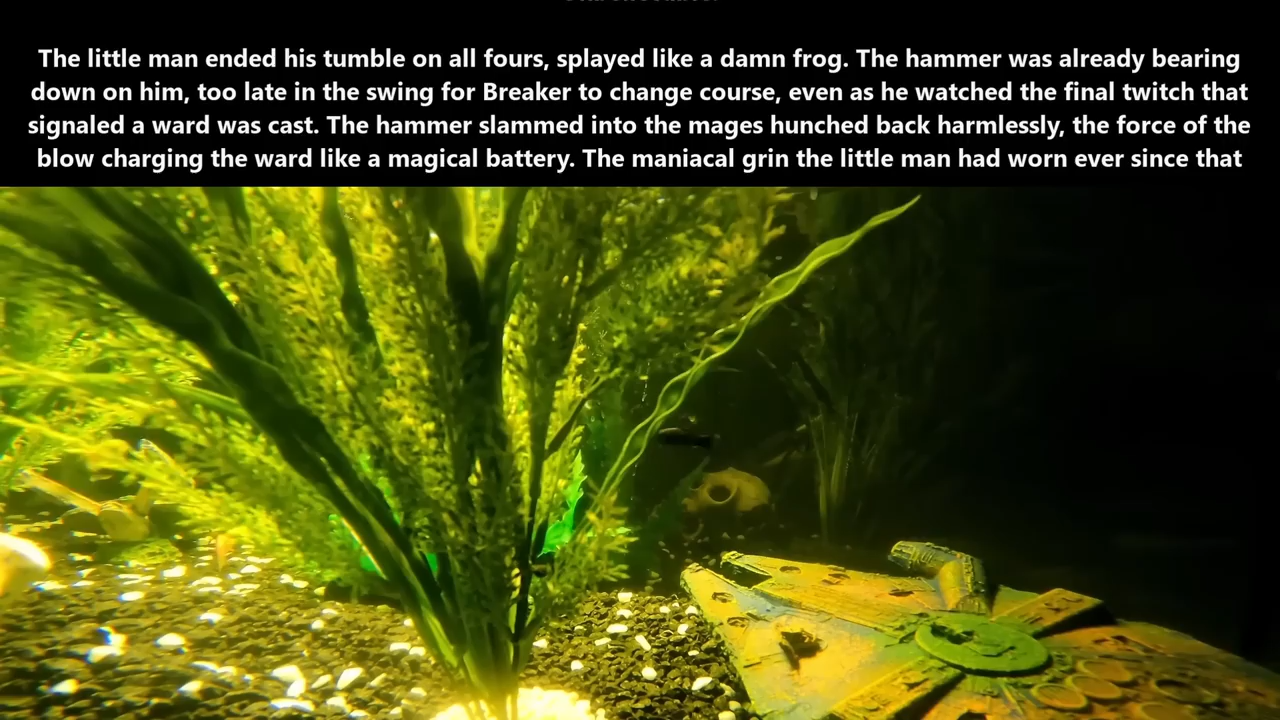 The little man ended his tumble on all fours, splayed like a damn frog. The hammer was already bearing
down on him, too late in the swing for Breaker to change course, even as he watched the final twitch that
signaled a ward was cast. The hammer slammed into the mages hunched back harmlessly, the force of the
blow charging the ward like a magical battery. The maniacal grin the little man had worn ever since that